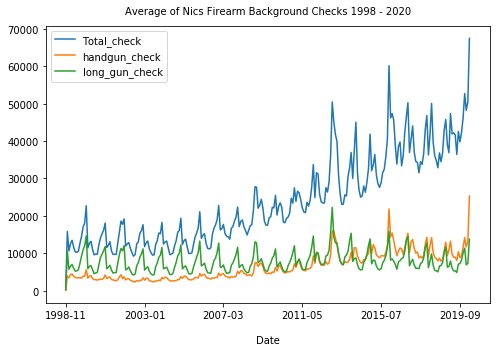 Average of Nics Firearm Background Checks 1998 - 2020
Total_check
handgun_check
long_gun_check
70000
60000
50000
40000
30000
20000
10000
0
1998-11
2003-01
2007-03
2011-05
2015-07
2019-09
Date